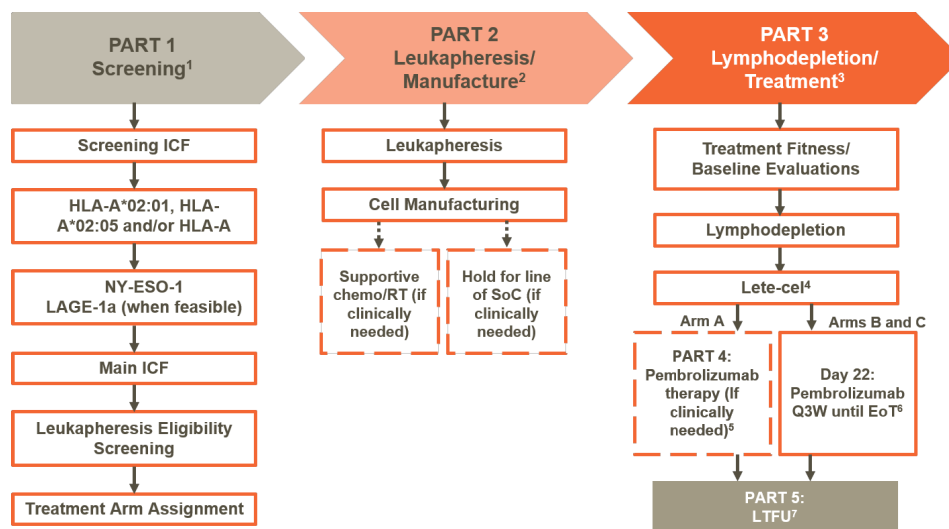 PART 1
Screening¹
PART 2
Leukapheresis/
Manufacture²
PART 3
Lymphodepletion/
Treatment³
Screening ICF
HLA-A*02:01, HLA-
A*02:05 and/or HLA-A
NY-ESO-1
LAGE-1a (when feasible)
Main ICF
Leukapheresis Eligibility
Screening
Treatment Arm Assignment
Leukapheresis
Cell Manufacturing
Supportive
chemo/RT (if
clinically
needed)
Hold for line
of SoC (if
clinically
needed)
Treatment Fitness/
Baseline Evaluations
Lymphodepletion
Lete-cel⁴
Arm A
Arms B and C
PART 4:
Pembrolizumab
therapy (If
clinically
needed)⁵
Day 22:
Pembrolizumab
Q3W until EoT⁶
PART 5:
LTFU⁷